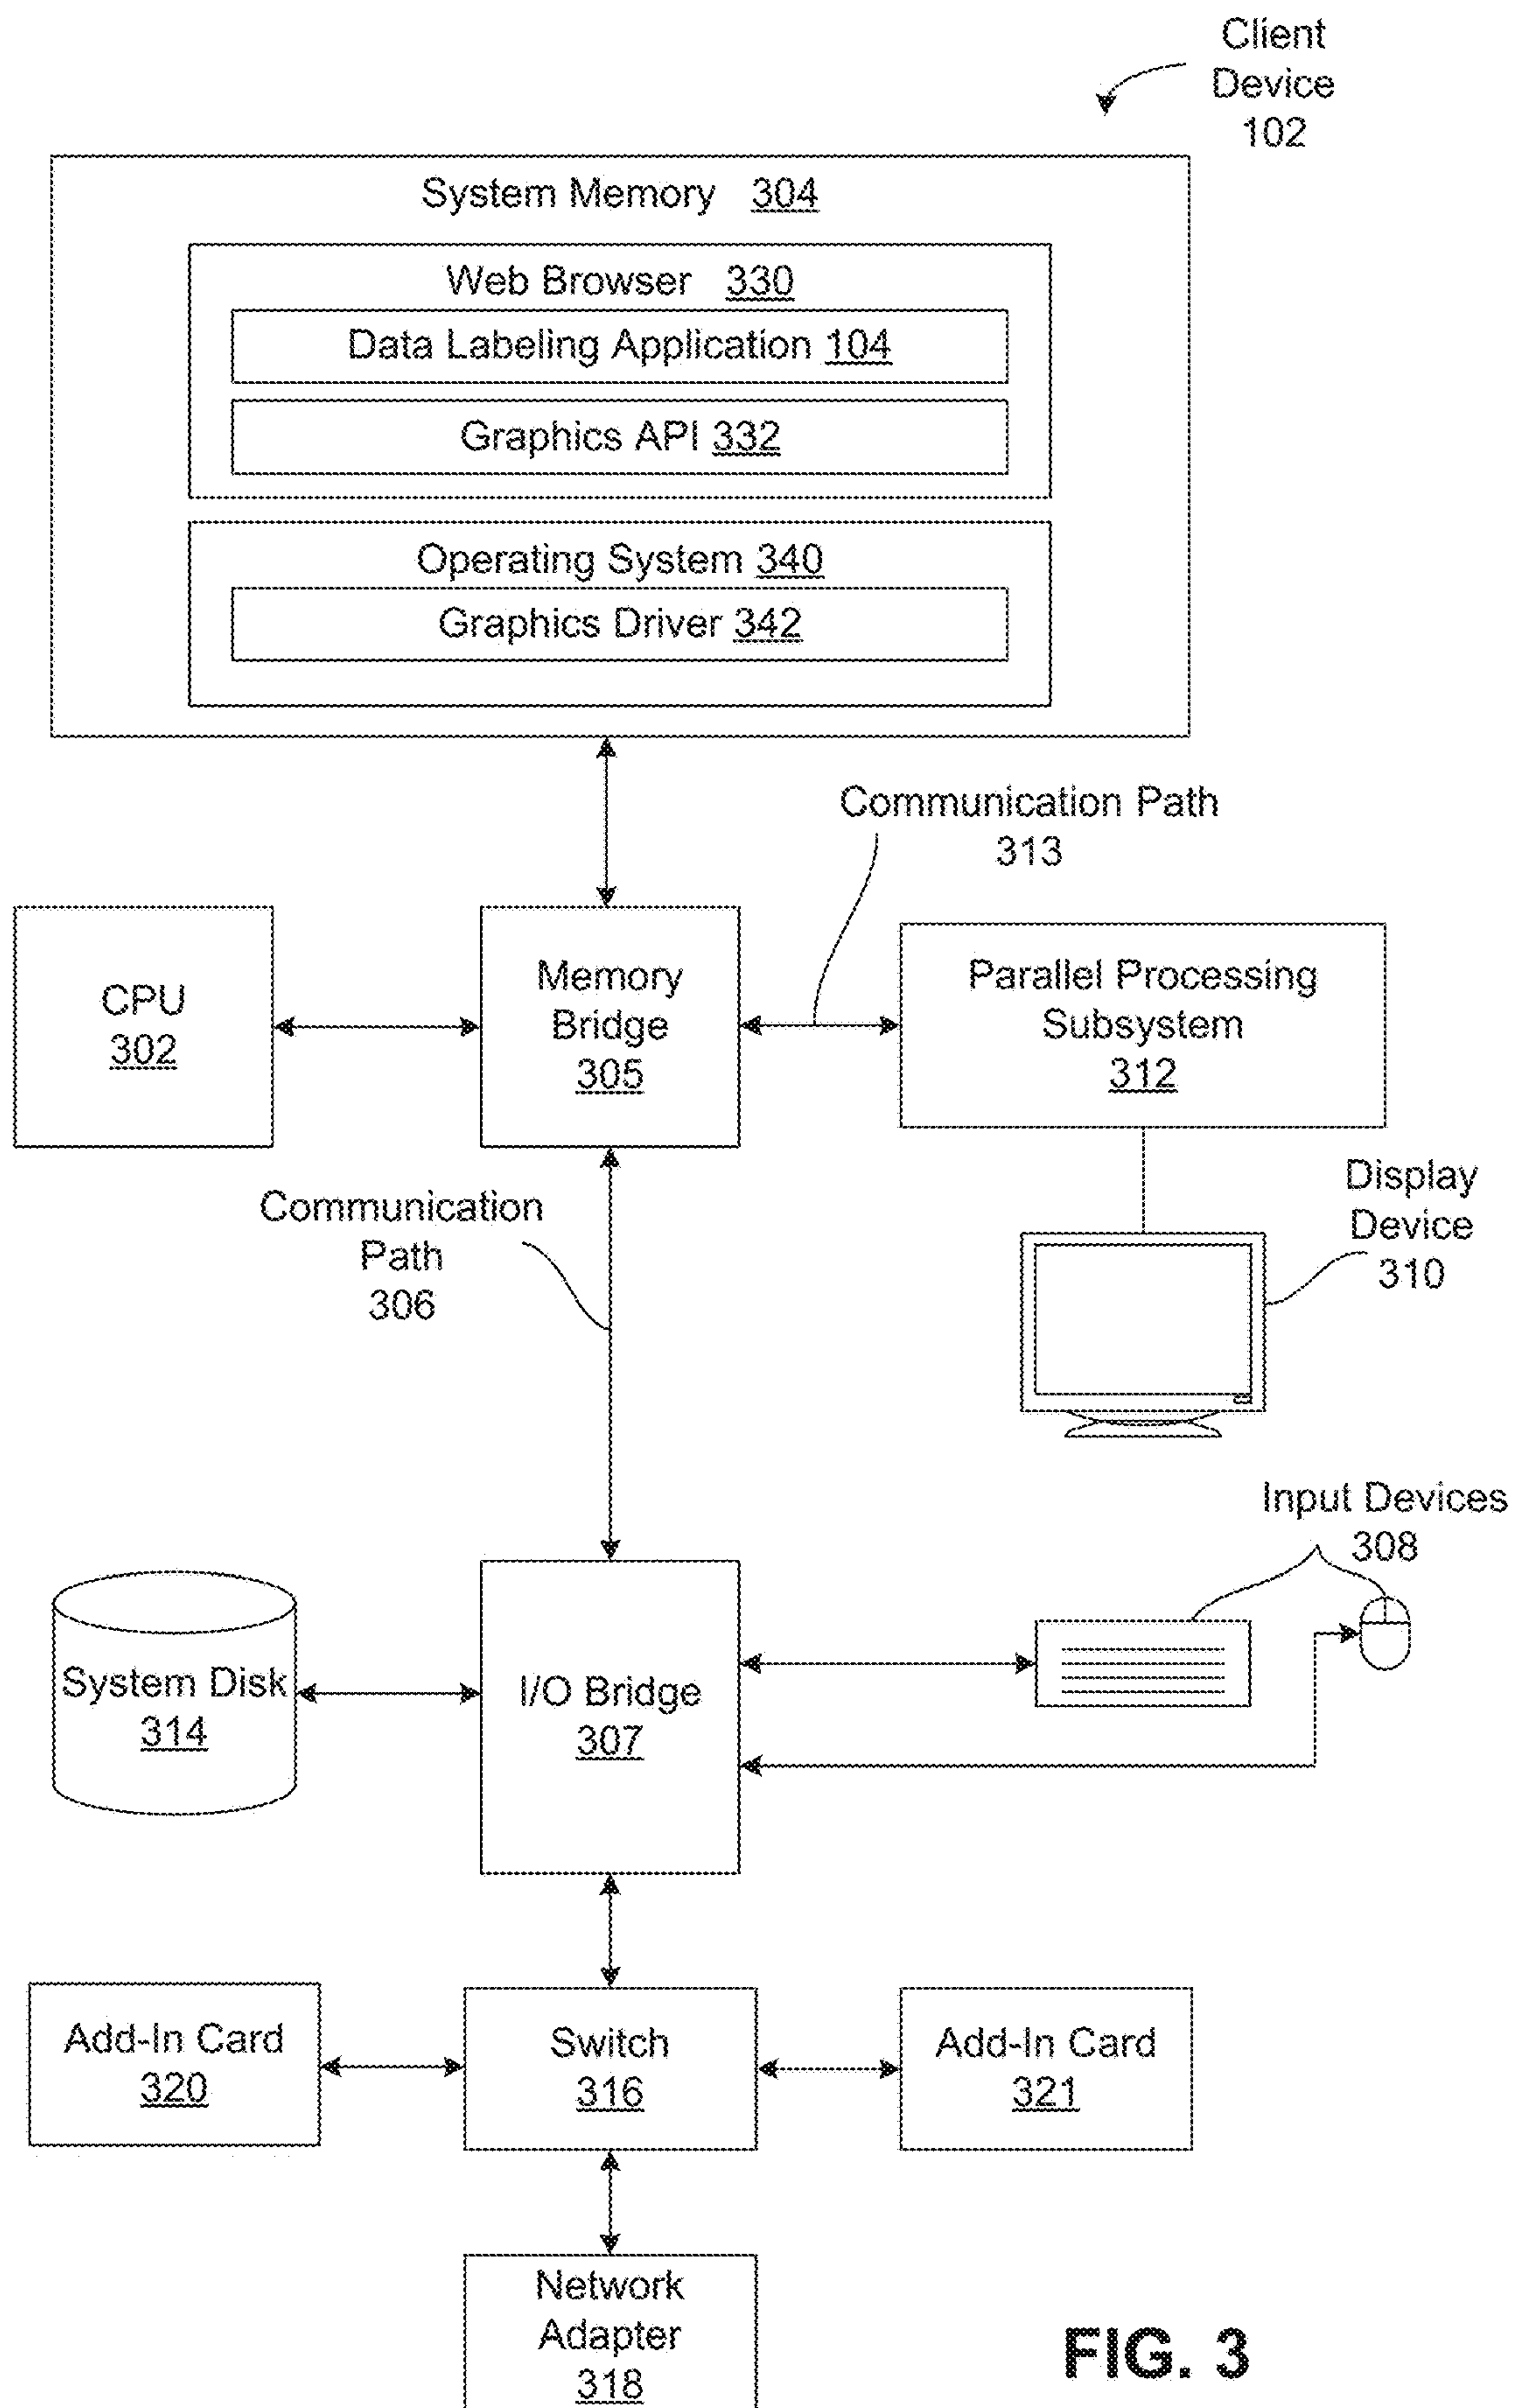 Client
Device
102
System Memory 304
Web Browser 330
Data Labeling Application 104
Graphics API 332
Operating System 340
Graphics Driver 342
Communication Path
313
CPU
302
Memory
Bridge
305
Parallel Processing
Subsystem
312
Communication
Path
306
Display
Device
310
Input Devices
308
System Disk
314
I/O Bridge
307
Add-In Card
320
Switch
316
Add-In Card
321
Network
Adapter
318
FIG. 3